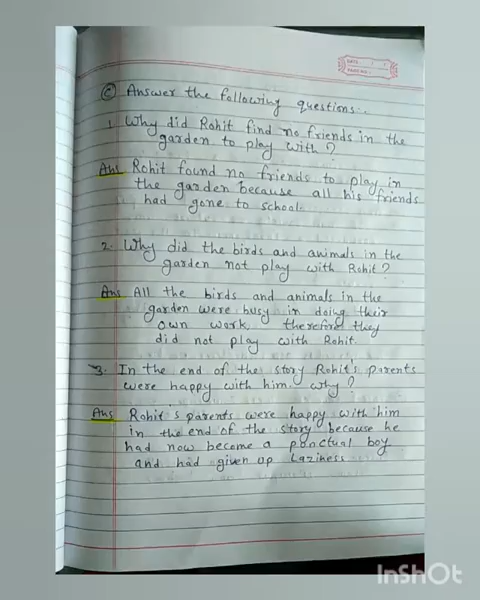 DATE : / /
PAGE NO :
(C) Answer the following questions:-
1. Why did Rohit find no friends in the
garden to play with?
Ans Rohit found no friends to play in
the garden because all his friends
had gone to school.
2. Why did the birds and animals in the
garden not play with Rohit?
Ans All the birds and animals in the
garden were busy in doing their
own work, therefore they
did not play with Rohit.
3. In the end of the story Rohit's parents
were happy with him. Why?
Ans Rohit's parents were happy with him
in the end of the story because he
had now become a ponctual boy
and had given up Laziness
InShOt